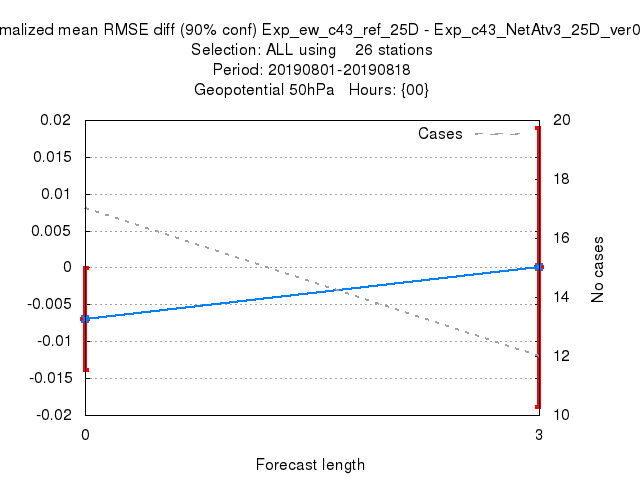 malized mean RMSE diff (90% conf) Exp_ew_c43_ref_25D - Exp_c43_NetAtv3_25D_ver0
Selection: ALL using 26 stations
Period: 20190801-20190818
Geopotential 50hPa Hours: {00}
Cases
0.02
0.015
0.01
0.005
0
-0.005
-0.01
-0.015
-0.02
20
18
16
14
12
10
No cases
0 3
Forecast length